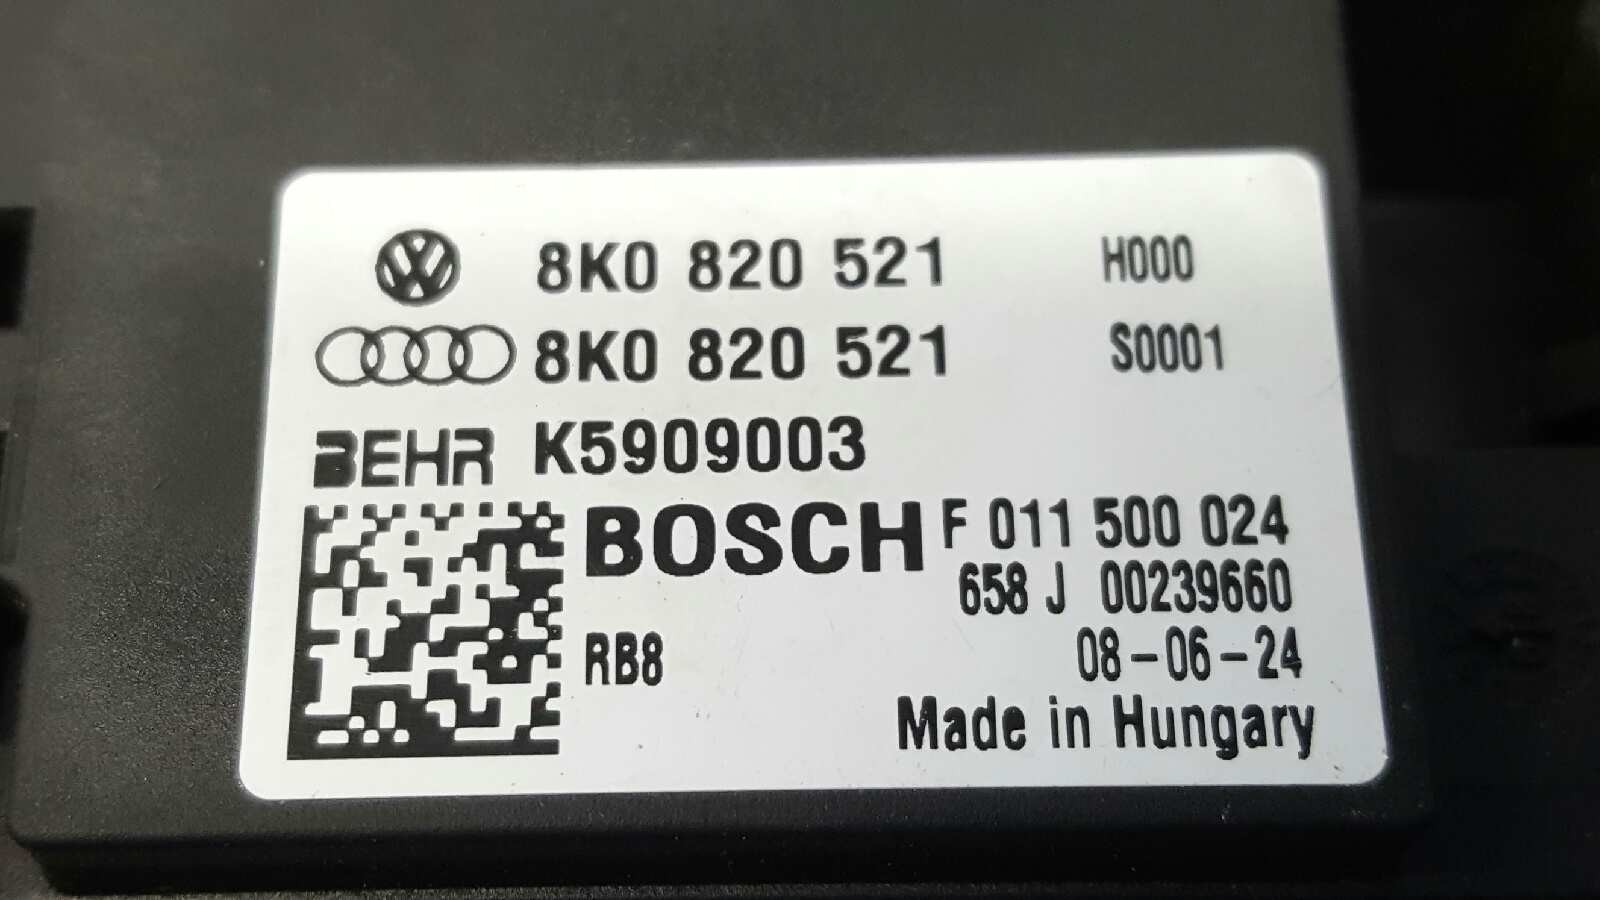 8K0 820 521 H000
8K0 820 521 S0001
BEHR K5909003
BOSCH F 011 500 024
658 J 00239660
RB8 08-06-24
Made in Hungary